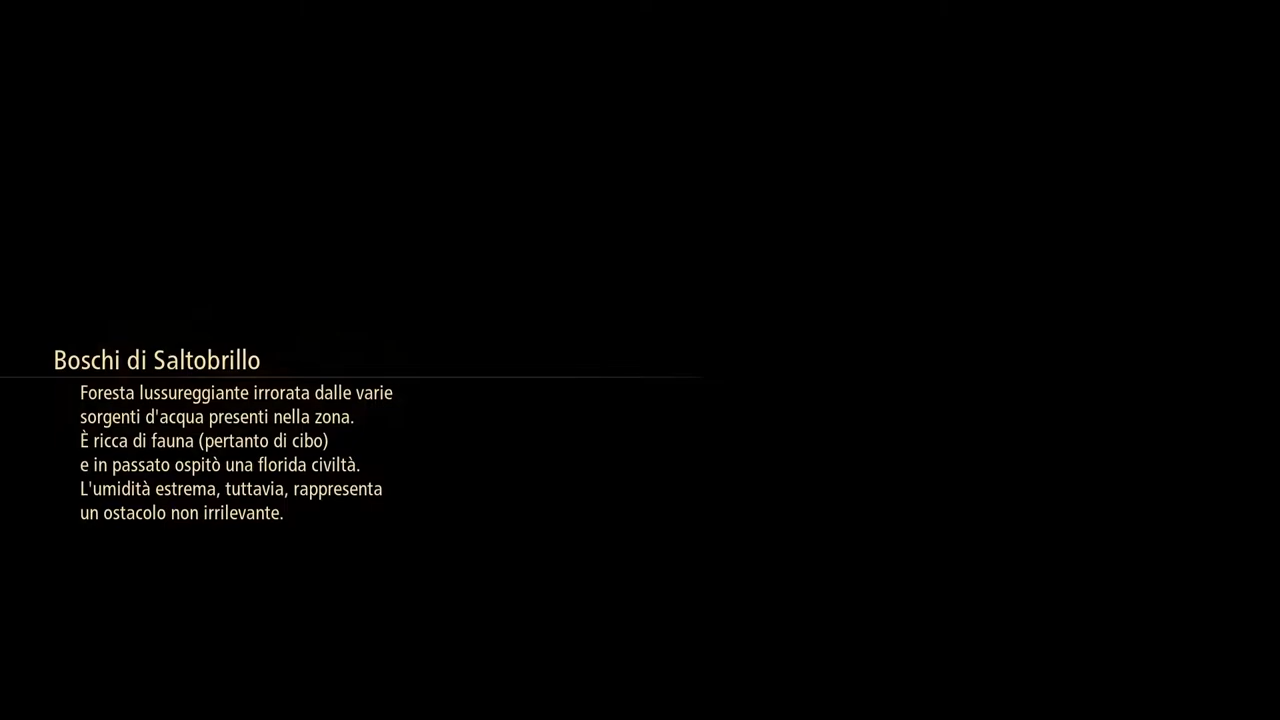 Boschi di Saltobrillo
Foresta lussureggiante irrorata dalle varie
sorgenti d'acqua presenti nella zona.
È ricca di fauna (pertanto di cibo)
e in passato ospitò una florida civiltà.
L'umidità estrema, tuttavia, rappresenta
un ostacolo non irrilevante.